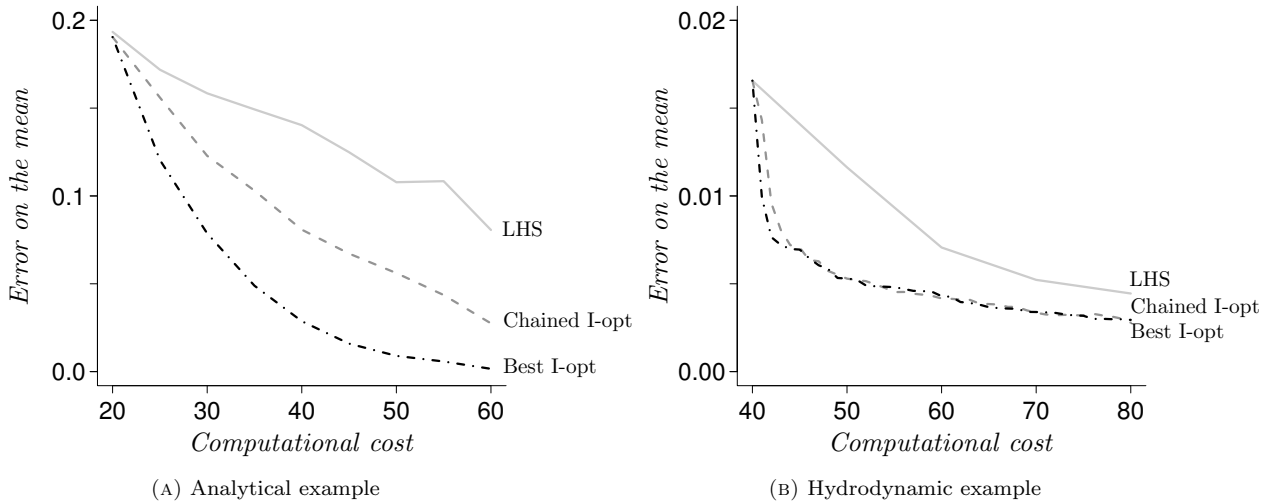 0.2
0.1
0.0
Error on the mean
LHS
Chained I-opt
Best I-opt
20 30 40 50 60
Computational cost
(A) Analytical example
0.02
0.01
0.00
Error on the mean
LHS
Chained I-opt
Best I-opt
40 50 60 70 80
Computational cost
(B) Hydrodynamic example